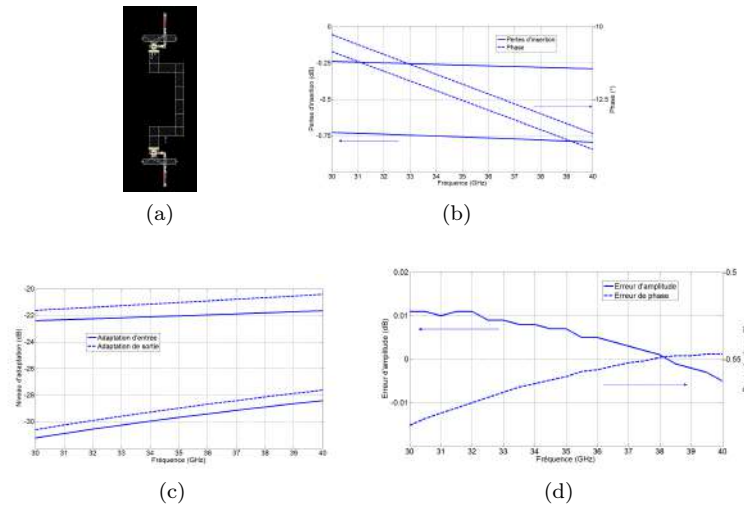 (a)
0
-0.25
-0.5
-0.75
Pertes d'insertion (dB)
Pertes d'insertion
Phase
-10
-12.5
Phase (°)
30 31 32 33 34 35 36 37 38 39 40
Fréquence (GHz)
(b)
-20
-22
-24
-26
-28
-30
Niveau d'adaptation (dB)
Adaptation d'entrée
Adaptation de sortie
30 31 32 33 34 35 36 37 38 39 40
Fréquence (GHz)
(c)
0.02
0.01
0
-0.01
Erreur d'amplitude (dB)
Erreur d'amplitude
Erreur de phase
-0.5
-0.55
30 31 32 33 34 35 36 37 38 39 40
Fréquence (GHz)
(d)